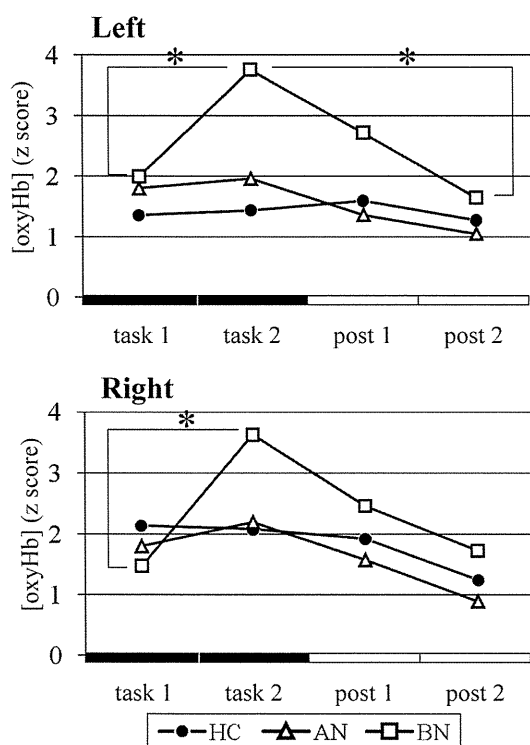 Left
[oxyHb] (z score)
4
3
2
1
0
*
*
task 1 task 2 post 1 post 2
Right
[oxyHb] (z score)
4
3
2
1
0
*
task 1 task 2 post 1 post 2
HC AN BN